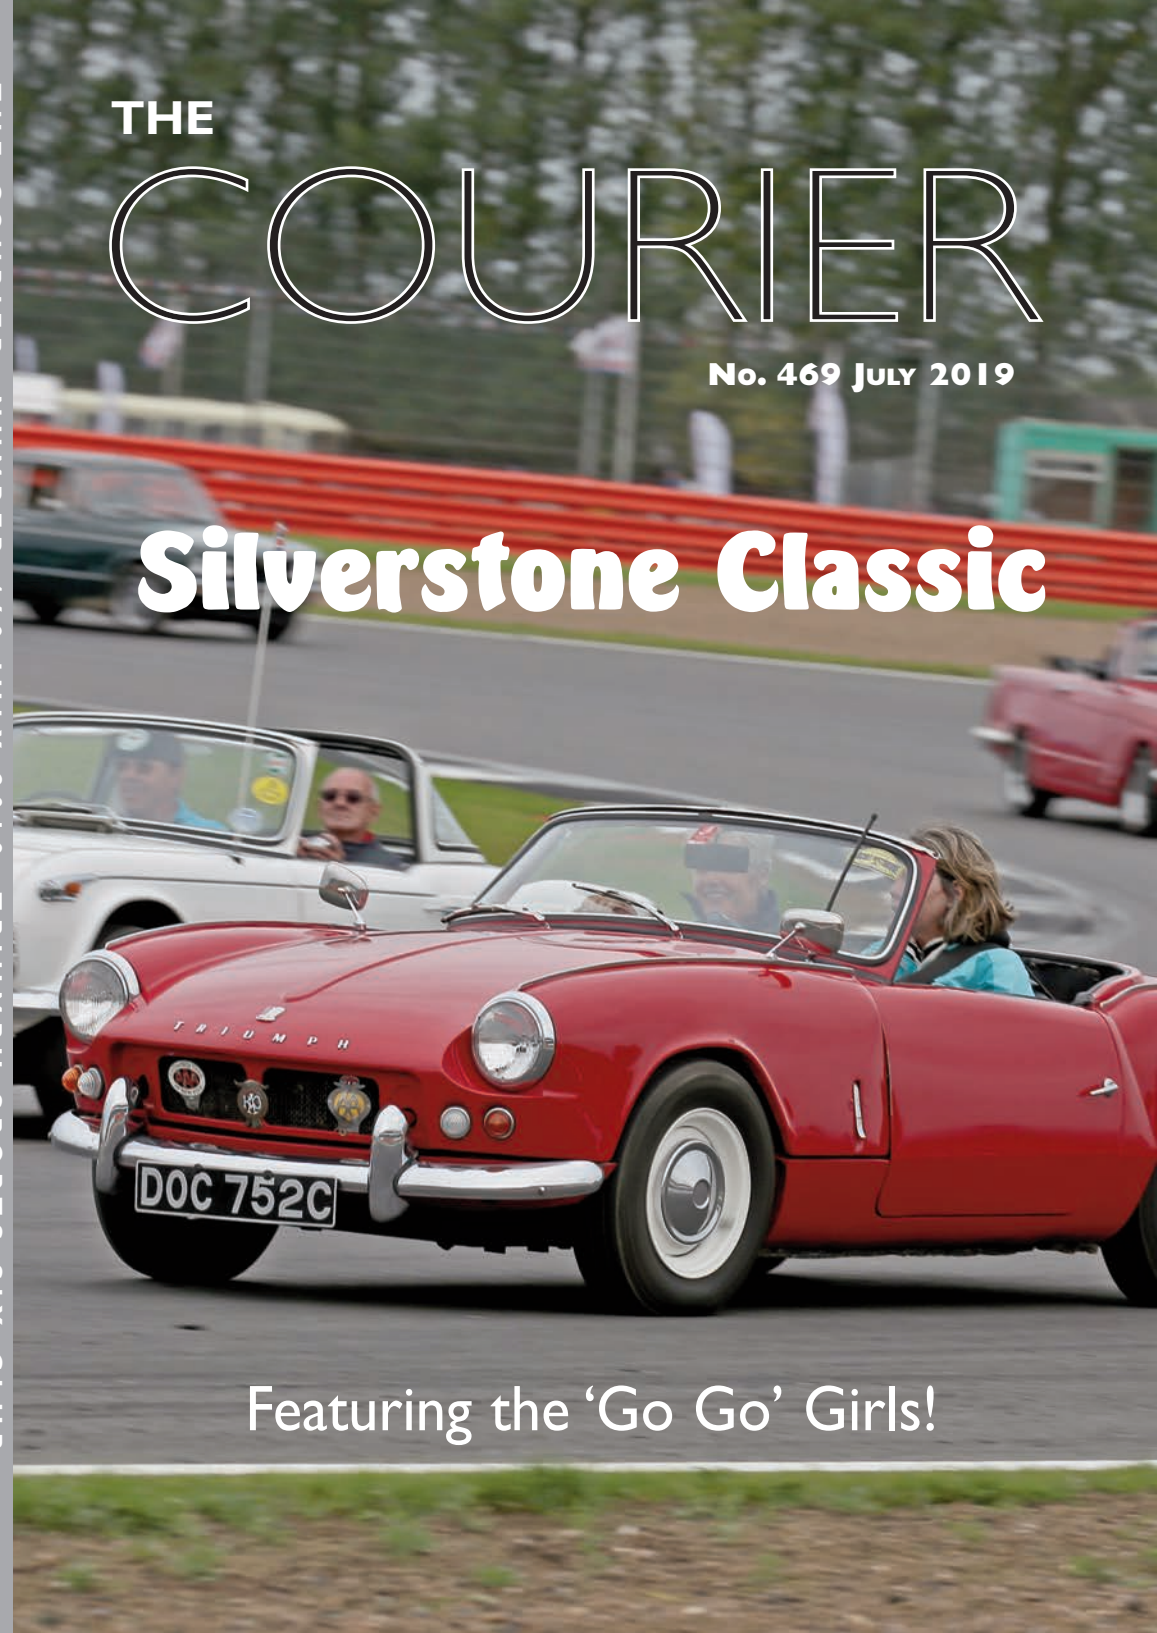 THE
COURIER
No. 469 July 2019
Silverstone Classic
TRIUMPH
DOC 752C
Featuring the ‘Go Go’ Girls!